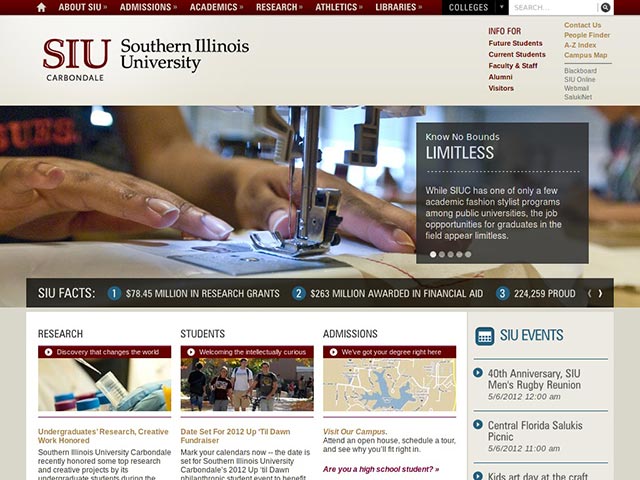 ABOUT SIU » ADMISSIONS » ACADEMICS » RESEARCH » ATHLETICS » LIBRARIES » COLLEGES SEARCH...
SIU Southern Illinois
University
CARBONDALE
INFO FOR
Future Students
Current Students
Faculty & Staff
Alumni
Visitors
Contact Us
People Finder
A-Z Index
Campus Map
Blackboard
SIU Online
Webmail
SalukiNet
Know No Bounds
LIMITLESS
While SIUC has one of only a few
academic fashion stylist programs
among public universities, the job
oppportunities for graduates in the
field appear limitless.
SIU FACTS: 1 $78.45 MILLION IN RESEARCH GRANTS 2 $263 MILLION AWARDED IN FINANCIAL AID 3 224,259 PROUD
RESEARCH
Discovery that changes the world
Undergraduates' Research, Creative
Work Honored
Southern Illinois University Carbondale
recently honored some top research
and creative projects by its
undergraduate students during the
STUDENTS
Welcoming the intellectually curious
Date Set For 2012 Up 'Til Dawn
Fundraiser
Mark your calendars now -- the date is
set for Southern Illinois University
Carbondale's 2012 Up 'til Dawn
philanthropic student event to benefit
ADMISSIONS
We've got your degree right here
Visit Our Campus.
Attend an open house, schedule a tour,
and see why you'll fit right in.
Are you a high school student? »
SIU EVENTS
40th Anniversary, SIU
Men's Rugby Reunion
5/6/2012 12:00 am
Central Florida Salukis
Picnic
5/6/2012 11:00 am
Kids art day at the craft